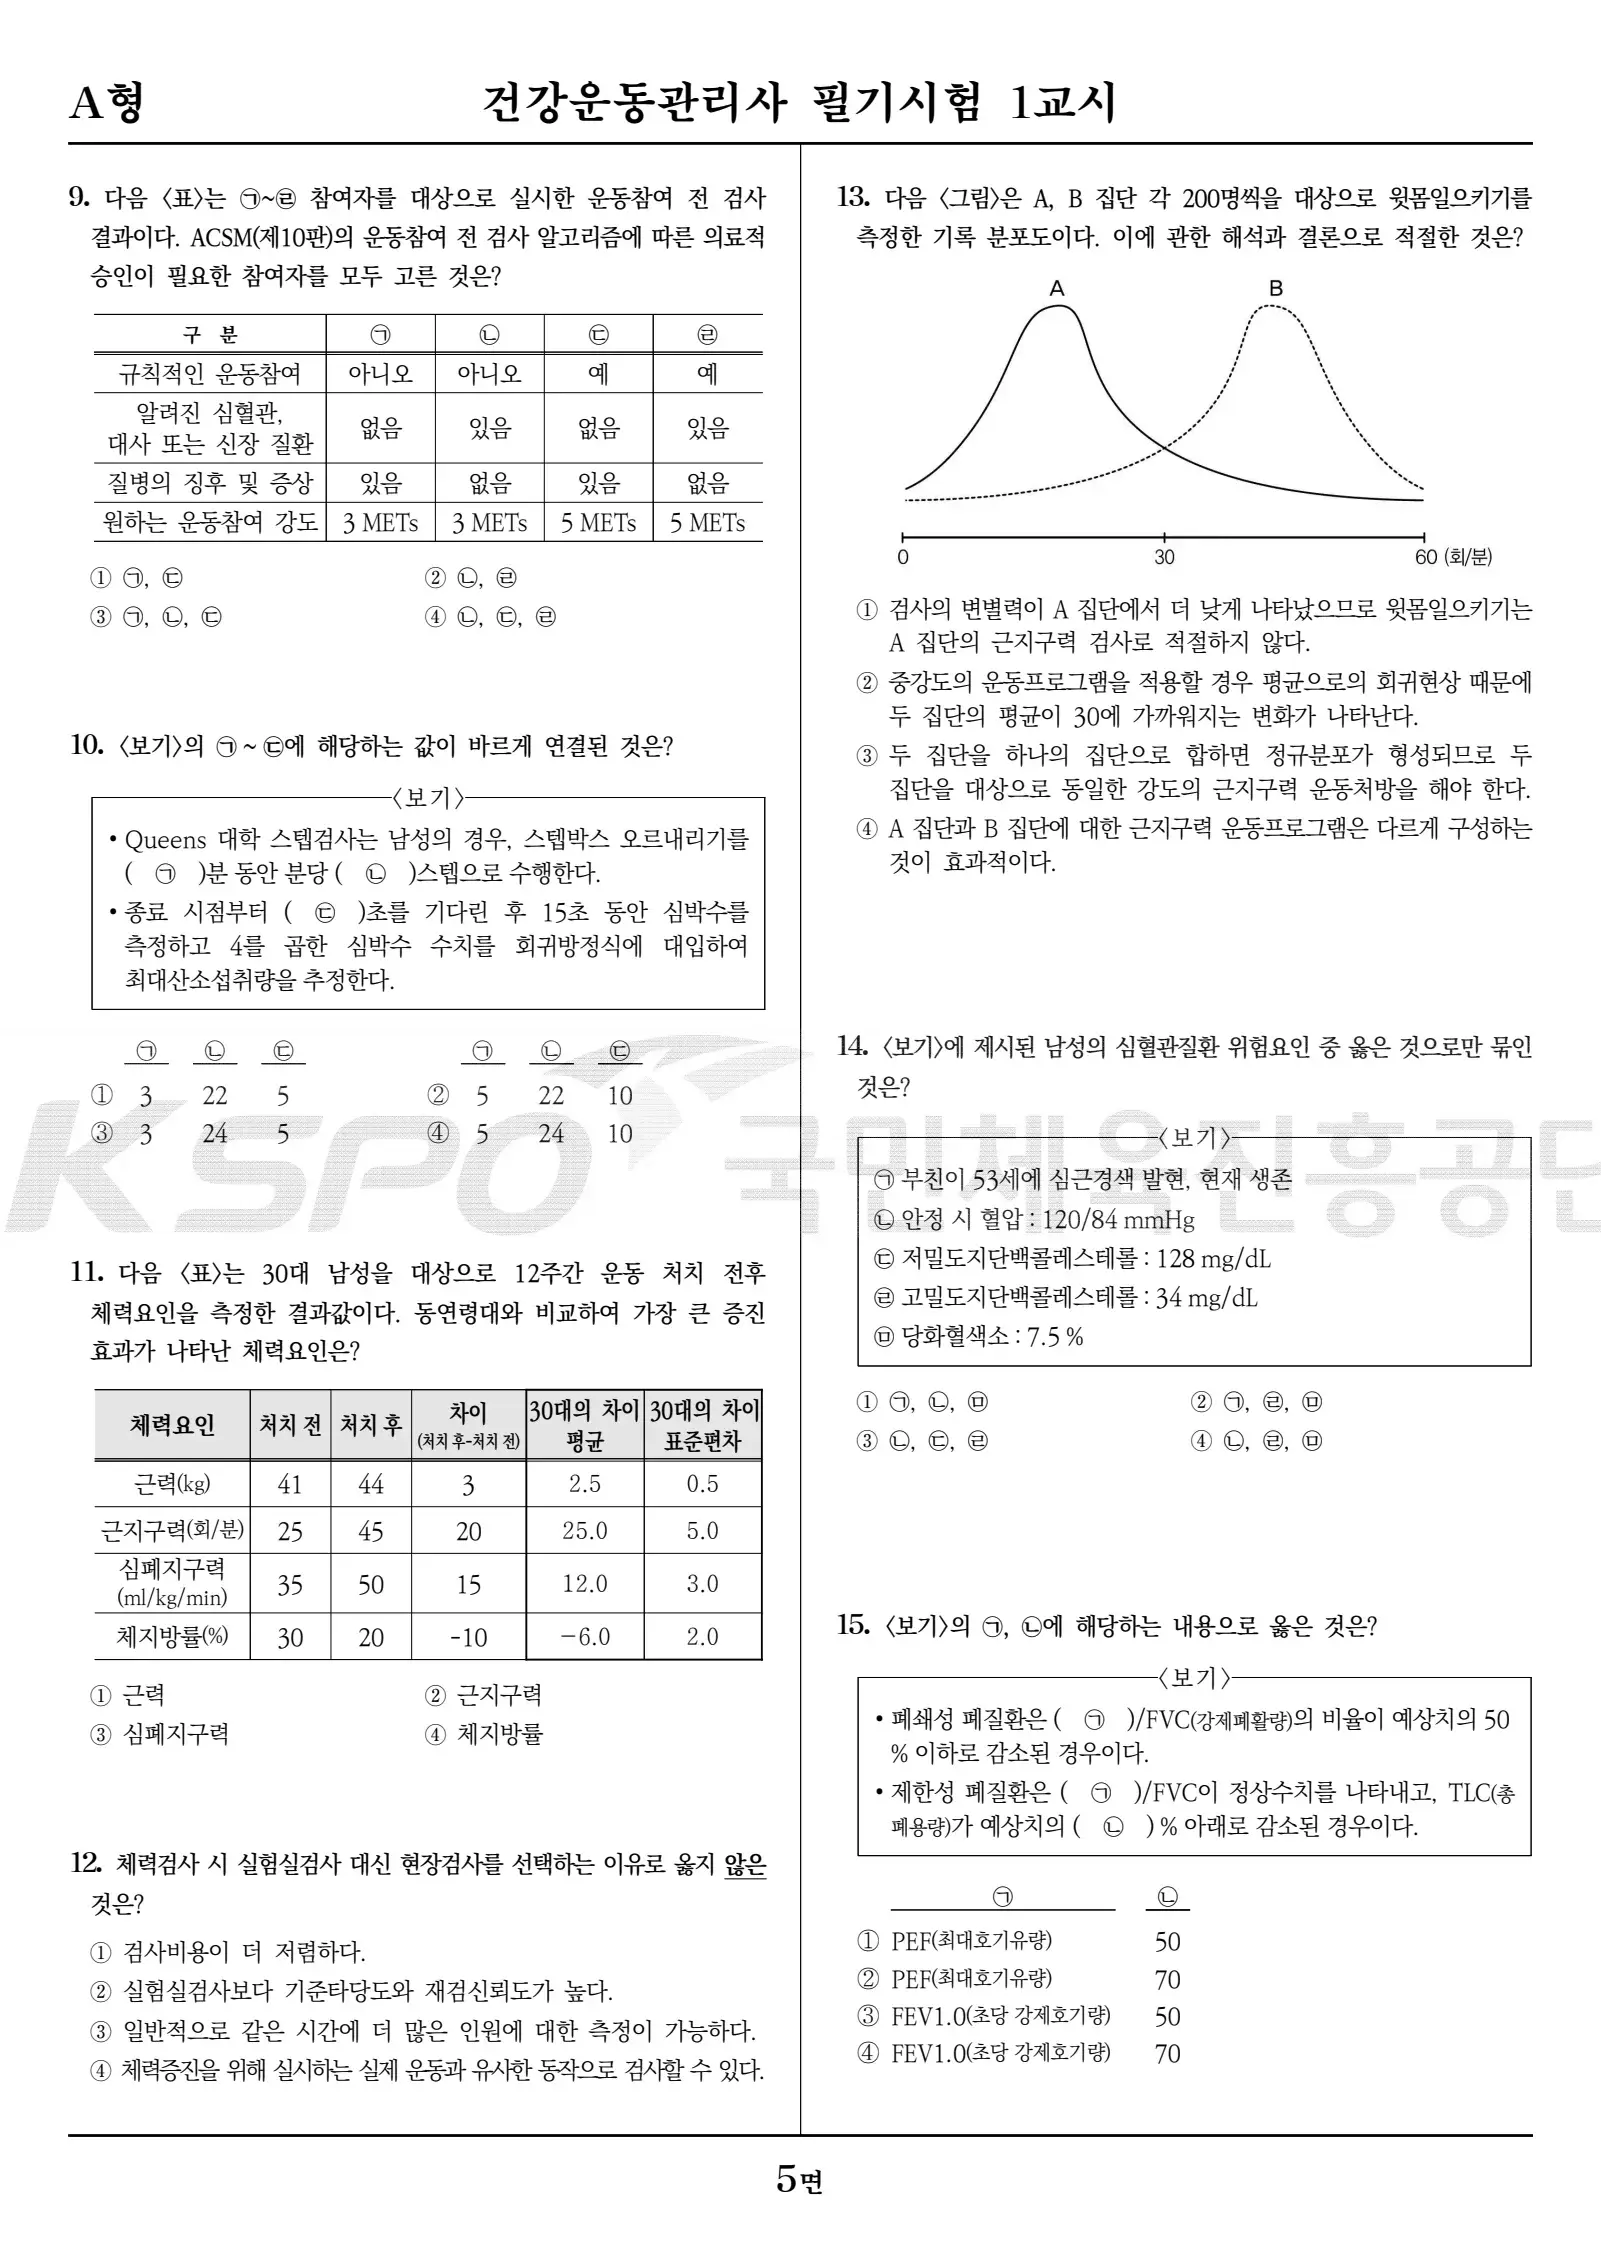 A형
건강운동관리사 필기시험 1교시
9. 다음 〈표〉는 ㉠~㉣ 참여자를 대상으로 실시한 운동참여 전 검사
결과이다. ACSM(제10판)의 운동참여 전 검사 알고리즘에 따른 의료적
승인이 필요한 참여자를 모두 고른 것은?
구 분 ㉠ ㉡ ㉢ ㉣
규칙적인 운동참여 아니오 아니오 예 예
알려진 심혈관,
대사 또는 신장 질환 없음 있음 없음 있음
질병의 징후 및 증상 있음 없음 있음 없음
원하는 운동참여 강도 3 METs 3 METs 5 METs 5 METs
① ㉠, ㉢ ② ㉡, ㉣
③ ㉠, ㉡, ㉢ ④ ㉡, ㉢, ㉣
10. 〈보기〉의 ㉠ ~ ㉢에 해당하는 값이 바르게 연결된 것은?
〈보기〉
• Queens 대학 스텝검사는 남성의 경우, 스텝박스 오르내리기를
( ㉠ )분 동안 분당 ( ㉡ )스텝으로 수행한다.
• 종료 시점부터 ( ㉢ )초를 기다린 후 15초 동안 심박수를
측정하고 4를 곱한 심박수 수치를 회귀방정식에 대입하여
최대산소섭취량을 추정한다.
㉠ ㉡ ㉢ ㉠ ㉡ ㉢
① 3 22 5 ② 5 22 10
③ 3 24 5 ④ 5 24 10
11. 다음 〈표〉는 30대 남성을 대상으로 12주간 운동 처치 전후
체력요인을 측정한 결과값이다. 동연령대와 비교하여 가장 큰 증진
효과가 나타난 체력요인은?
체력요인 처치 전 처치 후 차이 (처치 후-처치 전) 30대의 차이 평균 30대의 차이 표준편차
근력(kg) 41 44 3 2.5 0.5
근지구력(회/분) 25 45 20 25.0 5.0
심폐지구력
(ml/kg/min) 35 50 15 12.0 3.0
체지방률(%) 30 20 -10 −6.0 2.0
① 근력 ② 근지구력
③ 심폐지구력 ④ 체지방률
12. 체력검사 시 실험실검사 대신 현장검사를 선택하는 이유로 옳지 않은
것은?
① 검사비용이 더 저렴하다.
② 실험실검사보다 기준타당도와 재검신뢰도가 높다.
③ 일반적으로 같은 시간에 더 많은 인원에 대한 측정이 가능하다.
④ 체력증진을 위해 실시하는 실제 운동과 유사한 동작으로 검사할 수 있다.
13. 다음 〈그림〉은 A, B 집단 각 200명씩을 대상으로 윗몸일으키기를
측정한 기록 분포도이다. 이에 관한 해석과 결론으로 적절한 것은?
A B
0 30 60 (회/분)
① 검사의 변별력이 A 집단에서 더 낮게 나타났으므로 윗몸일으키기는
A 집단의 근지구력 검사로 적절하지 않다.
② 중강도의 운동프로그램을 적용할 경우 평균으로의 회귀현상 때문에
두 집단의 평균이 30에 가까워지는 변화가 나타난다.
③ 두 집단을 하나의 집단으로 합하면 정규분포가 형성되므로 두
집단을 대상으로 동일한 강도의 근지구력 운동처방을 해야 한다.
④ A 집단과 B 집단에 대한 근지구력 운동프로그램은 다르게 구성하는
것이 효과적이다.
14. 〈보기〉에 제시된 남성의 심혈관질환 위험요인 중 옳은 것으로만 묶인
것은?
〈보기〉
㉠ 부친이 53세에 심근경색 발현, 현재 생존
㉡ 안정 시 혈압 : 120/84 mmHg
㉢ 저밀도지단백콜레스테롤 : 128 mg/dL
㉣ 고밀도지단백콜레스테롤 : 34 mg/dL
㉤ 당화혈색소 : 7.5 %
① ㉠, ㉡, ㉤ ② ㉠, ㉣, ㉤
③ ㉡, ㉢, ㉣ ④ ㉡, ㉣, ㉤
15. 〈보기〉의 ㉠, ㉡에 해당하는 내용으로 옳은 것은?
〈보기〉
• 폐쇄성 폐질환은 ( ㉠ )/FVC(강제폐활량)의 비율이 예상치의 50
% 이하로 감소된 경우이다.
• 제한성 폐질환은 ( ㉠ )/FVC이 정상수치를 나타내고, TLC(총
폐용량)가 예상치의 ( ㉡ ) % 아래로 감소된 경우이다.
㉠ ㉡
① PEF(최대호기유량) 50
② PEF(최대호기유량) 70
③ FEV1.0(초당 강제호기량) 50
④ FEV1.0(초당 강제호기량) 70
KSPO 국민체육진흥공단
5면